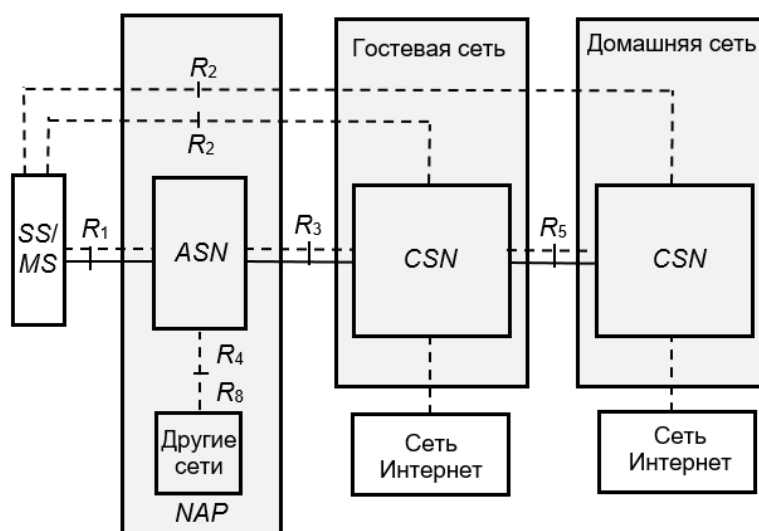 Гостевая сеть
Домашняя сеть
R2
R2
SS/
MS
R1
ASN
R3
CSN
R5
CSN
R4
R8
Другие
сети
NAP
Сеть
Интернет
Сеть
Интернет